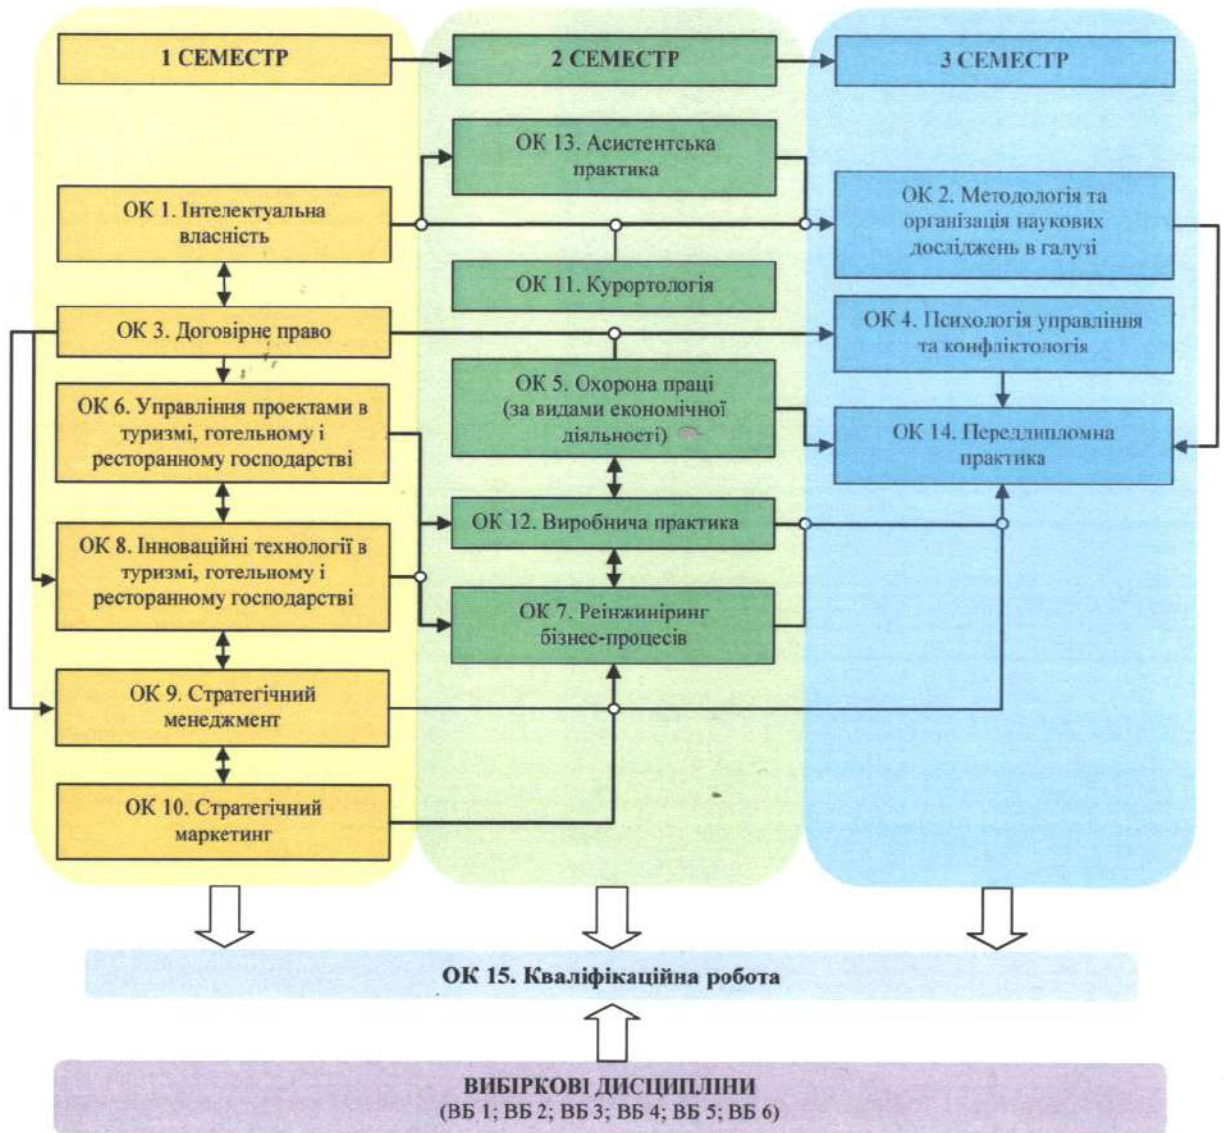 1 СЕМЕСТР
2 СЕМЕСТР
3 СЕМЕСТР
ОК 13. Асистентська
практика
ОК 1. Інтелектуальна
власність
ОК 2. Методологія та
організація наукових
досліджень в галузі
ОК 11. Курортологія
ОК 3. Договірне право
ОК 4. Психологія управління
та конфліктологія
ОК 6. Управління проектами в
туризмі, готельному і
ресторанному господарстві
ОК 5. Охорона праці
(за видами економічної
діяльності)
ОК 14. Переддипломна
практика
ОК 12. Виробнича практика
ОК 8. Інноваційні технології в
туризмі, готельному і
ресторанному господарстві
ОК 7. Реінжиніринг
бізнес-процесів
ОК 9. Стратегічний
менеджмент
ОК 10. Стратегічний
маркетинг
ОК 15. Кваліфікаційна робота
ВИБІРКОВІ ДИСЦИПЛІНИ
(ВБ 1; ВБ 2; ВБ 3; ВБ 4; ВБ 5; ВБ 6)